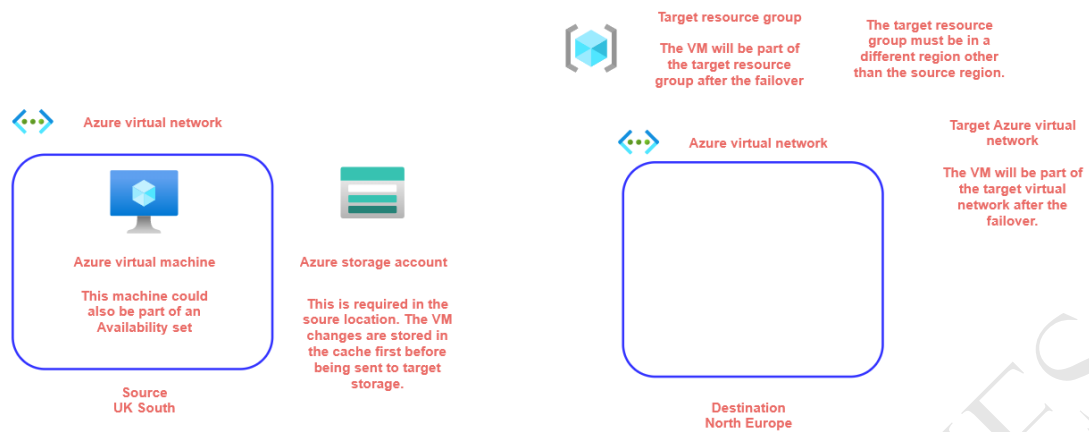 Azure virtual network
Azure virtual machine
This machine could
also be part of an
Availability set
Source
UK South
Azure storage account
This is required in the
soure location. The VM
changes are stored in
the cache first before
being sent to target
storage.
Target resource group
The VM will be part of
the target resource
group after the failover
The target resource
group must be in a
different region other
than the source region.
Azure virtual network
Destination
North Europe
Target Azure virtual
network
The VM will be part of
the target virtual
network after the
failover.